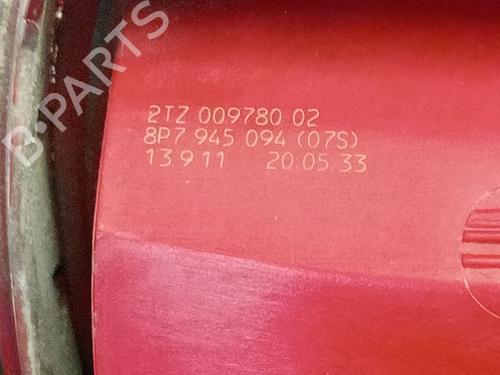 B-PARTS
2TZ 009780 02
8P7 945 094 (07S)
13.9.11 20.05.33